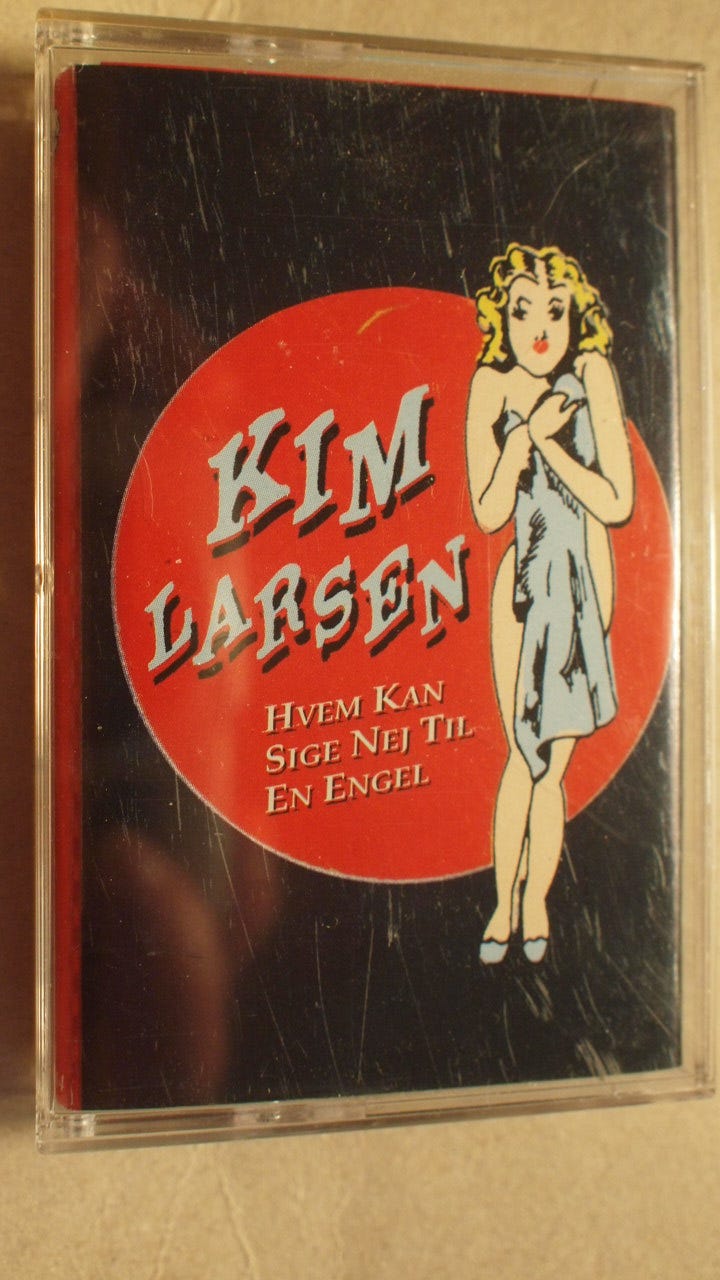 KIM
LARSEN
HVEM KAN
SIGE NEJ TIL
EN ENGEL